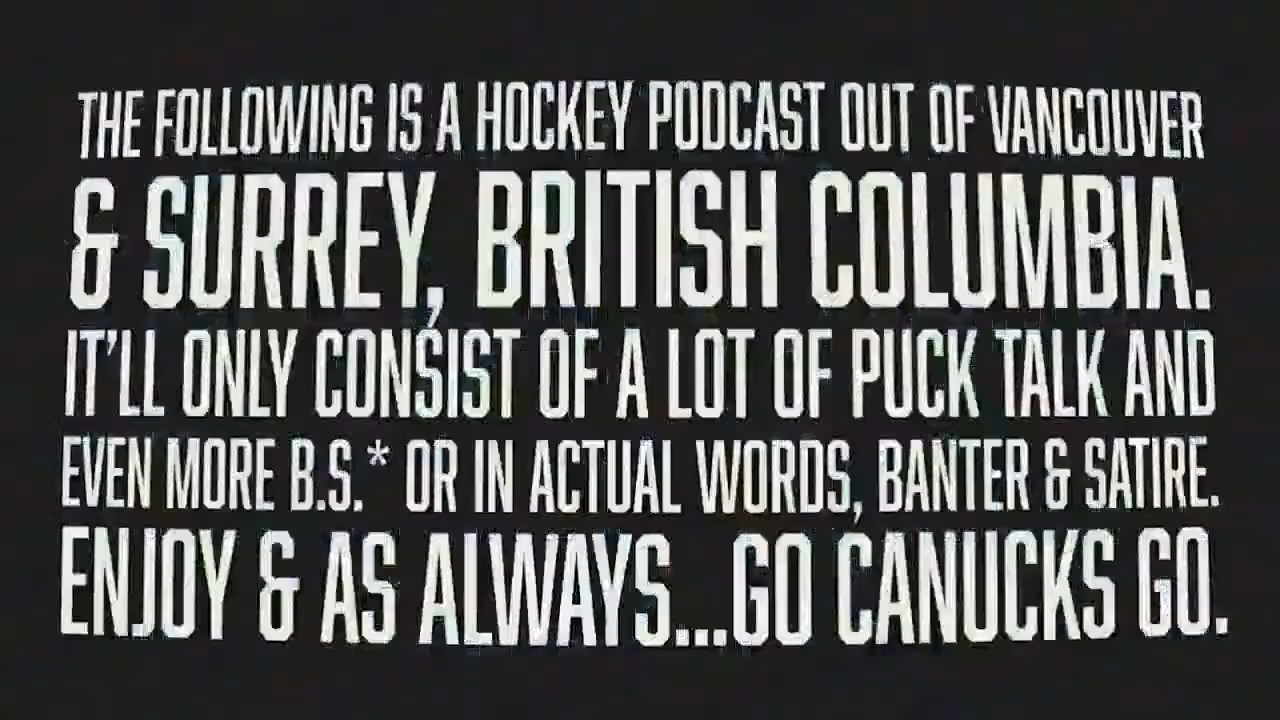 THE FOLLOWING IS A HOCKEY PODCAST OUT OF VANCOUVER
& SURREY, BRITISH COLUMBIA.
IT'LL ONLY CONSIST OF A LOT OF PUCK TALK AND
EVEN MORE B.S.* OR IN ACTUAL WORDS, BANTER & SATIRE.
ENJOY & AS ALWAYS...GO CANUCKS GO.